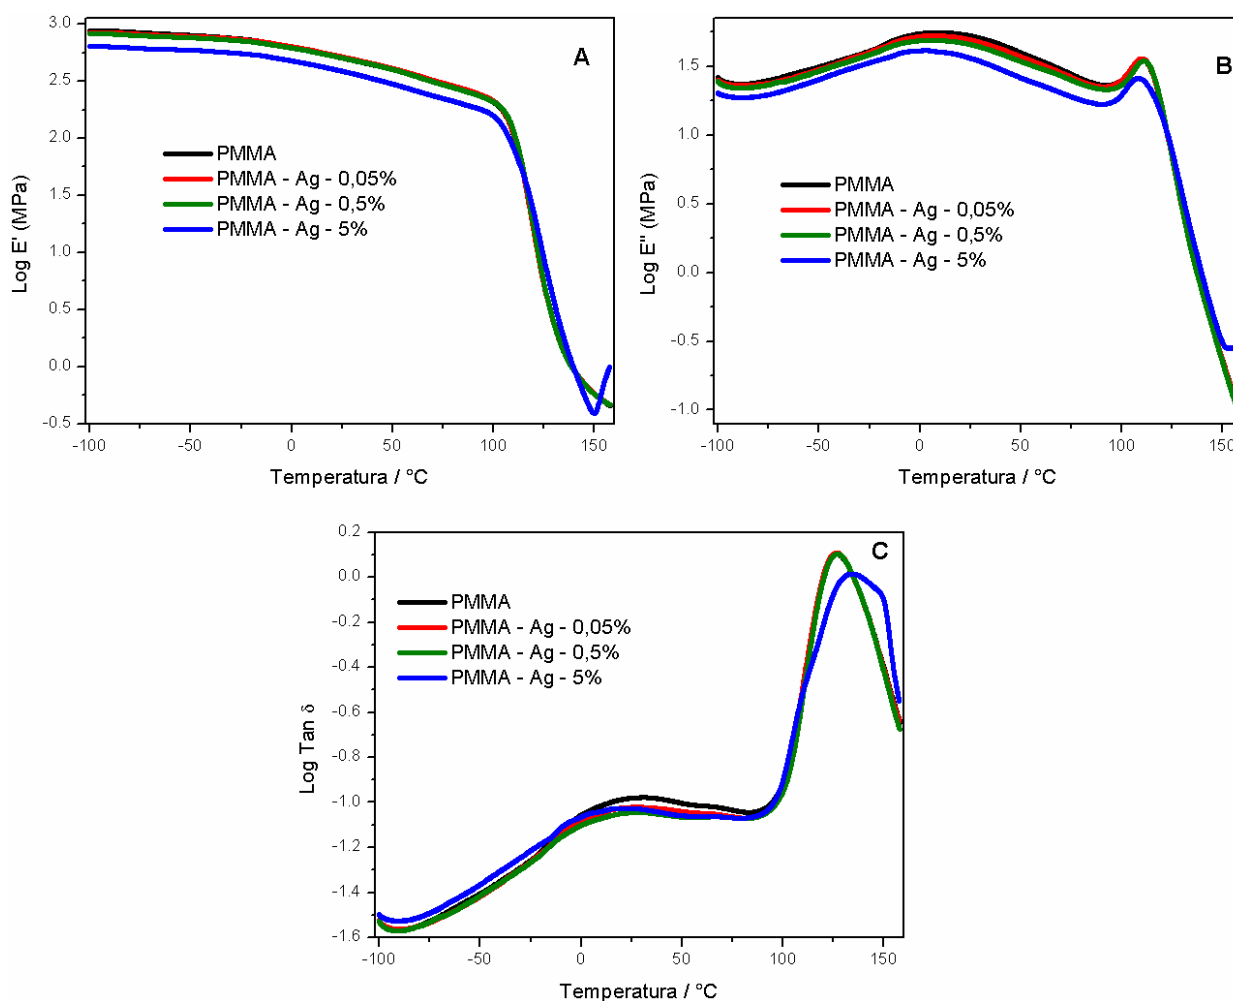 A
3.0
2.5
2.0
1.5
1.0
0.5
0.0
-0.5
Log E' (MPa)
PMMA
PMMA - Ag - 0,05%
PMMA - Ag - 0,5%
PMMA - Ag - 5%
-100 -50 0 50 100 150
Temperatura / °C
B
1.5
1.0
0.5
0.0
-0.5
-1.0
Log E'' (MPa)
PMMA
PMMA - Ag - 0,05%
PMMA - Ag - 0,5%
PMMA - Ag - 5%
-100 -50 0 50 100 150
Temperatura / °C
C
0.2
0.0
-0.2
-0.4
-0.6
-0.8
-1.0
-1.2
-1.4
-1.6
Log Tan δ
PMMA
PMMA - Ag - 0,05%
PMMA - Ag - 0,5%
PMMA - Ag - 5%
-100 -50 0 50 100 150
Temperatura / °C